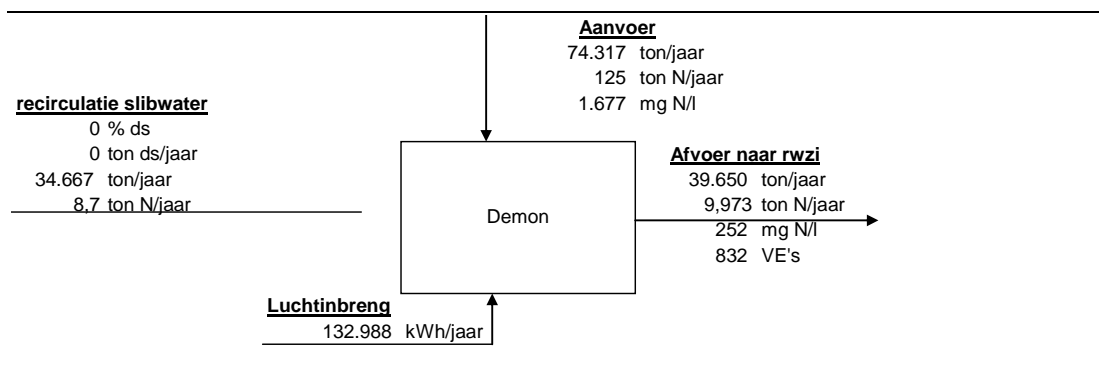 Aanvoer
74.317 ton/jaar
125 ton N/jaar
1.677 mg N/l
recirculatie slibwater
0 % ds
0 ton ds/jaar
34.667 ton/jaar
8,7 ton N/jaar
Demon
Afvoer naar rwzi
39.650 ton/jaar
9,973 ton N/jaar
252 mg N/l
832 VE's
Luchtinbreng
132.988 kWh/jaar